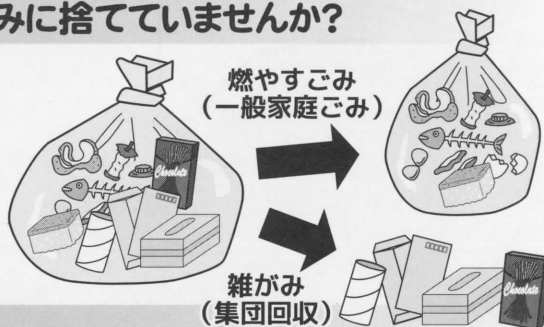 みに捨てていませんか?
燃やすごみ
(一般家庭ごみ)
Chocolate
雑がみ
(集団回収)
Chocolate